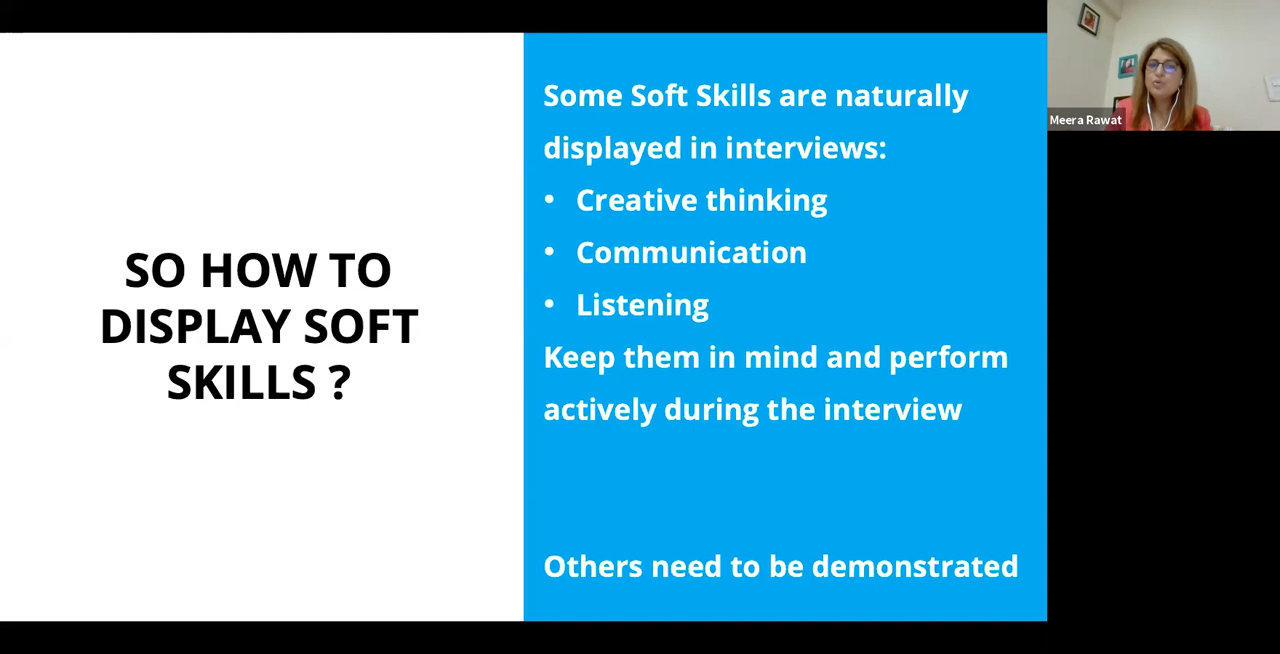 SO HOW TO
DISPLAY SOFT
SKILLS ?
Some Soft Skills are naturally
displayed in interviews:
• Creative thinking
• Communication
• Listening
Keep them in mind and perform
actively during the interview
Others need to be demonstrated
Meera Rawat